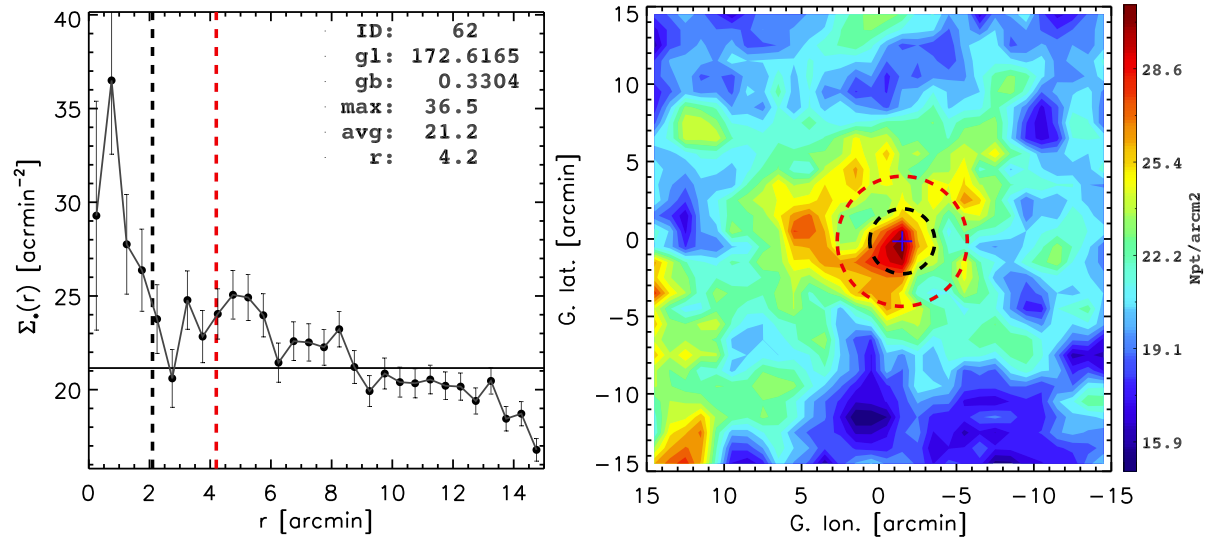 ID: 62
gl: 172.6165
gb: 0.3304
max: 36.5
avg: 21.2
r: 4.2
40
35
30
25
20
Σ⋆(r) [acrmin⁻²]
0 2 4 6 8 10 12 14
r [arcmin]
15
10
5
0
−5
−10
−15
G. lat. [arcmin]
15 10 5 0 −5 −10 −15
G. lon. [arcmin]
28.6
25.4
22.2
19.1
15.9
Npt/arcm2